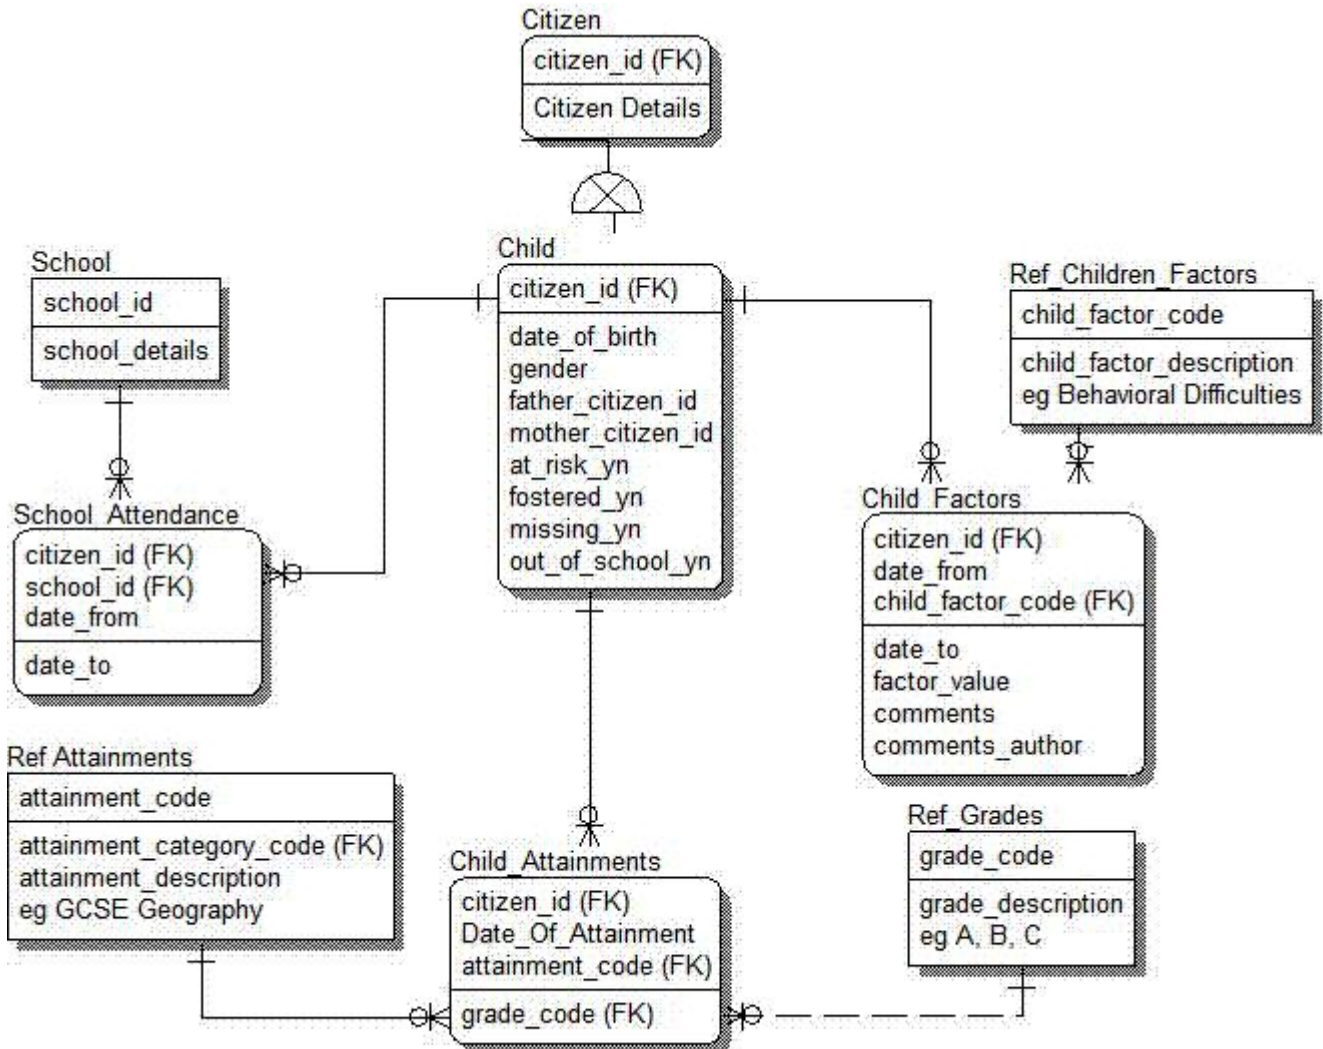 Citizen
citizen_id (FK)
Citizen Details
Child
citizen_id (FK)
date_of_birth
gender
father_citizen_id
mother_citizen_id
at_risk_yn
fostered_yn
missing_yn
out_of_school_yn
School
school_id
school_details
Ref_Children_Factors
child_factor_code
child_factor_description
eg Behavioral Difficulties
School_Attendance
citizen_id (FK)
school_id (FK)
date_from
date_to
Child_Factors
citizen_id (FK)
date_from
child_factor_code (FK)
date_to
factor_value
comments
comments_author
Ref Attainments
attainment_code
attainment_category_code (FK)
attainment_description
eg GCSE Geography
Child_Attainments
citizen_id (FK)
Date_Of_Attainment
attainment_code (FK)
grade_code (FK)
Ref_Grades
grade_code
grade_description
eg A, B, C